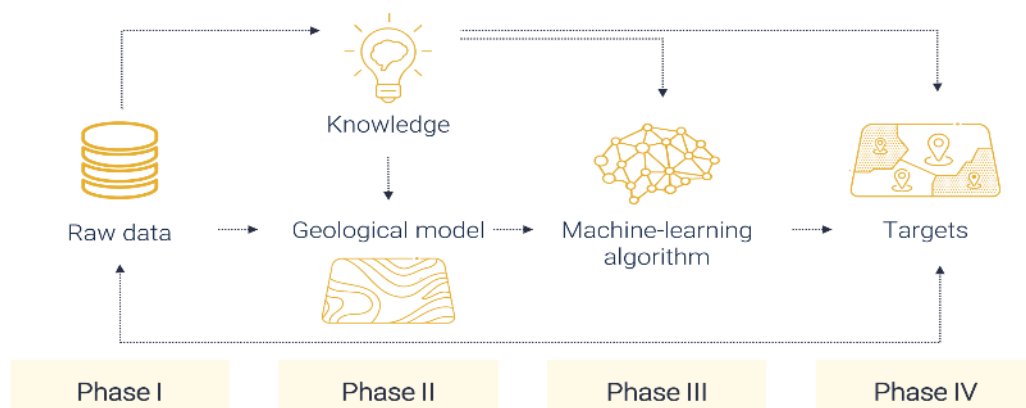 Knowledge
Raw data
Geological model
Machine-learning
algorithm
Targets
Phase I
Phase II
Phase III
Phase IV